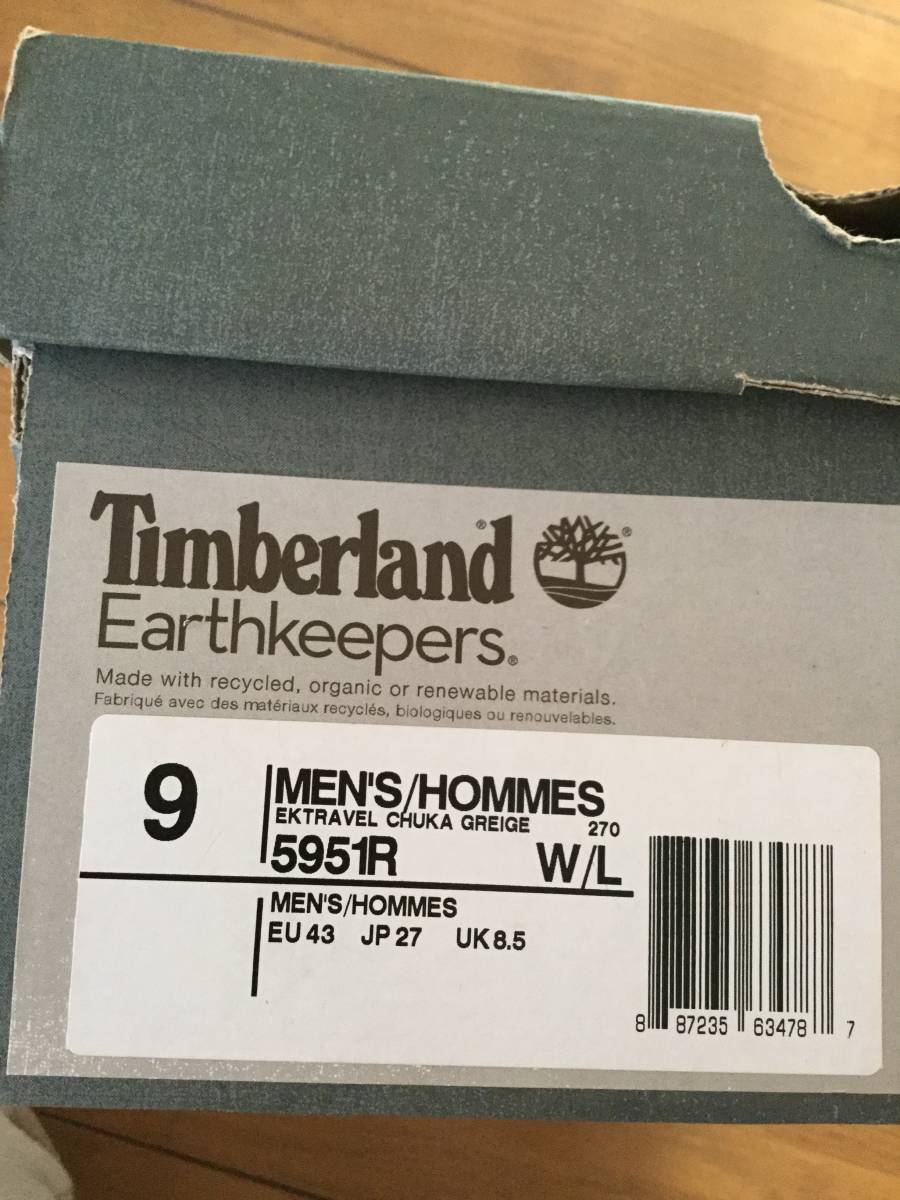 Timberland®
Earthkeepers®
Made with recycled, organic or renewable materials.
Fabriqué avec des matériaux recyclés, biologiques ou renouvelables.
9
MEN'S/HOMMES
EKTRAVEL CHUKA GREIGE 270
5951R W/L
MEN'S/HOMMES
EU 43 JP 27 UK 8.5
8 87235 63478 7